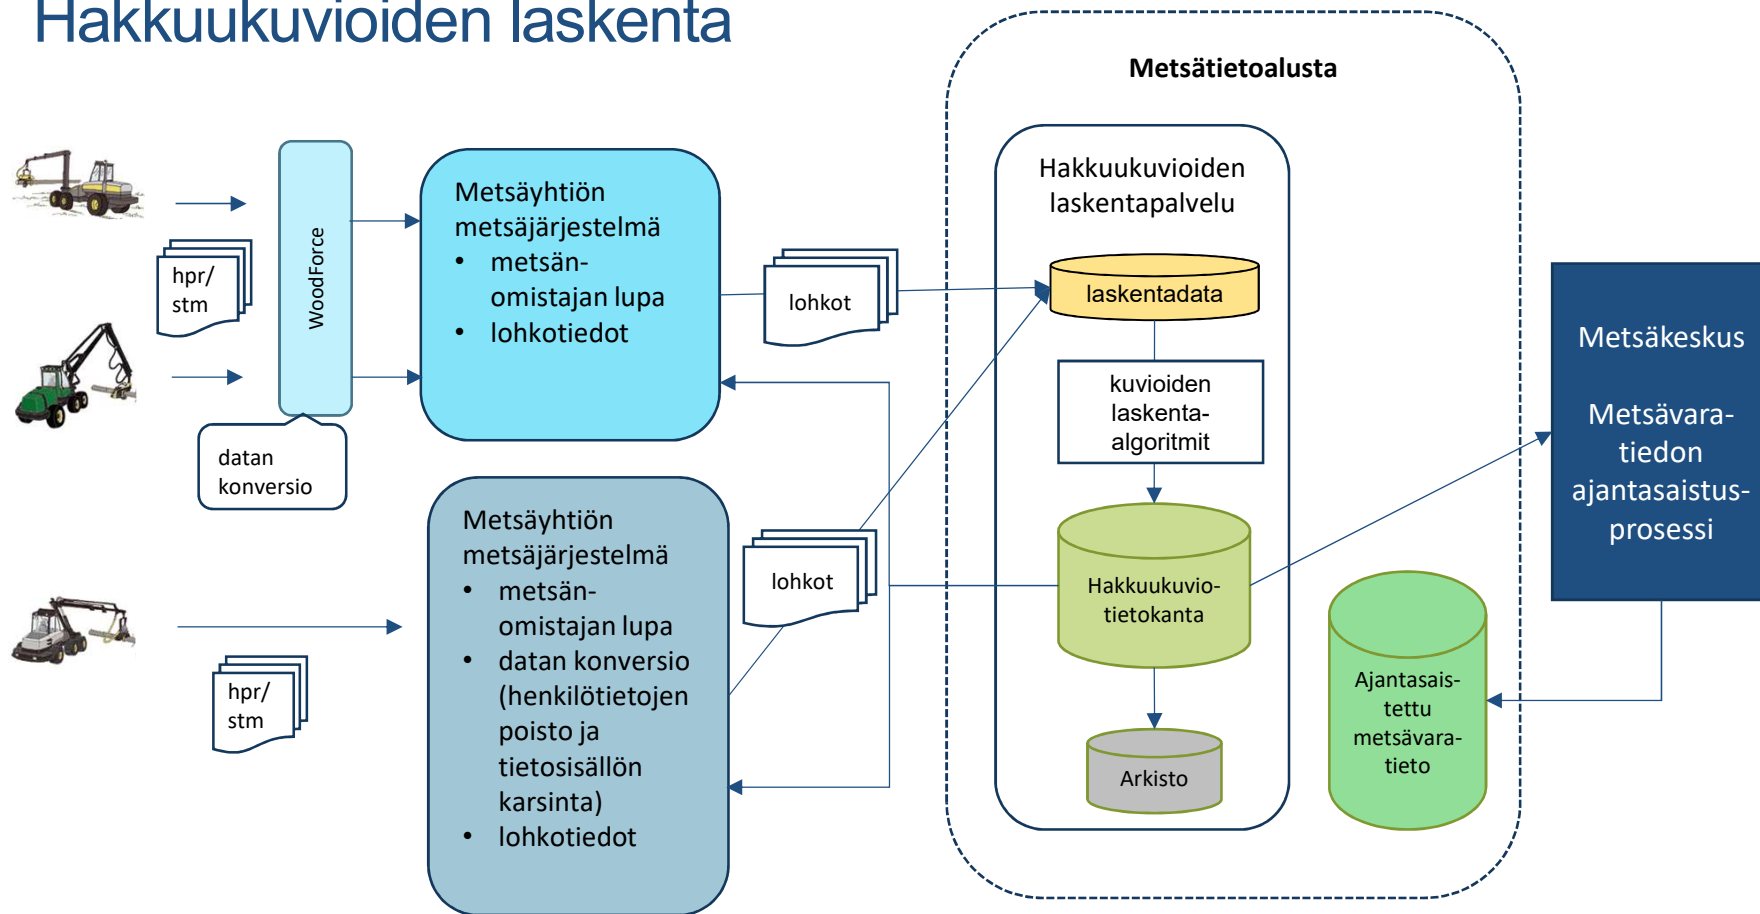 Hakkuukuvioiden laskenta
Metsätietoalusta
hpr/
stm
WoodForce
datan
konversio
Metsäyhtiön
metsäjärjestelmä
• metsän-
omistajan lupa
• lohkotiedot
lohkot
Hakkuukuvioiden
laskentapalvelu
laskentadata
kuvioiden
laskenta-
algoritmit
Hakkuukuvio-
tietokanta
Arkisto
Metsäkeskus
Metsävara-
tiedon
ajantasaistus-
prosessi
Ajantasais-
tettu
metsävara-
tieto
hpr/
stm
Metsäyhtiön
metsäjärjestelmä
• metsän-
omistajan lupa
• datan konversio
(henkilötietojen
poisto ja
tietosisällön
karsinta)
• lohkotiedot
lohkot